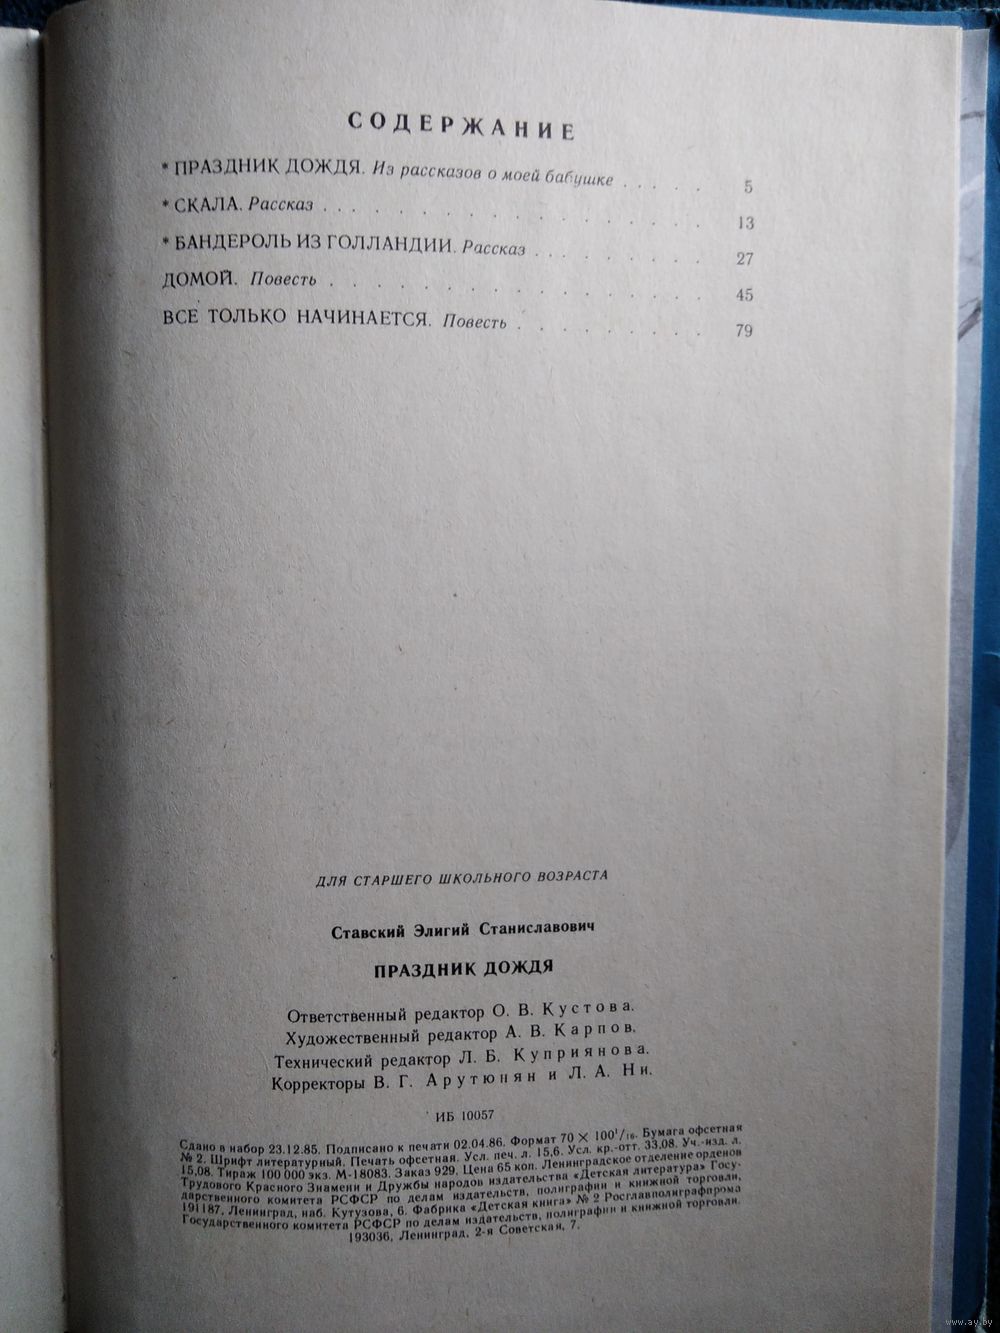 СОДЕРЖАНИЕ
* ПРАЗДНИК ДОЖДЯ. Из рассказов о моей бабушке . . . . . 5
* СКАЛА. Рассказ . . . . . . . . . . . . . . . . 13
* БАНДЕРОЛЬ ИЗ ГОЛЛАНДИИ. Рассказ . . . . . . . . . 27
ДОМОЙ. Повесть . . . . . . . . . . . . . . . . 45
ВСЕ ТОЛЬКО НАЧИНАЕТСЯ. Повесть . . . . . . . . . 79
ДЛЯ СТАРШЕГО ШКОЛЬНОГО ВОЗРАСТА
Ставский Элигий Станиславович
ПРАЗДНИК ДОЖДЯ
Ответственный редактор О. В. Кустова.
Художественный редактор А. В. Карпов.
Технический редактор Л. Б. Куприянова.
Корректоры В. Г. Арутюнян и Л. А. Ни.
ИБ 10057
Сдано в набор 23.12.85. Подписано к печати 02.04.86. Формат 70 × 100¹/₁₆. Бумага офсетная
№ 2. Шрифт литературный. Печать офсетная. Усл. печ. л. 15,6. Усл. кр.-отт. 33,08. Уч.-изд. л.
15,08. Тираж 100 000 экз. М-18083. Заказ 929. Цена 65 коп. Ленинградское отделение орденов
Трудового Красного Знамени и Дружбы народов издательства «Детская литература» Госу-
дарственного комитета РСФСР по делам издательств, полиграфии и книжной торговли,
191187, Ленинград, наб. Кутузова, 6. Фабрика «Детская книга» № 2 Росглавполиграфпрома
Государственного комитета РСФСР по делам издательств, полиграфии и книжной торговли.
193036, Ленинград, 2-я Советская, 7.
www.ay.by